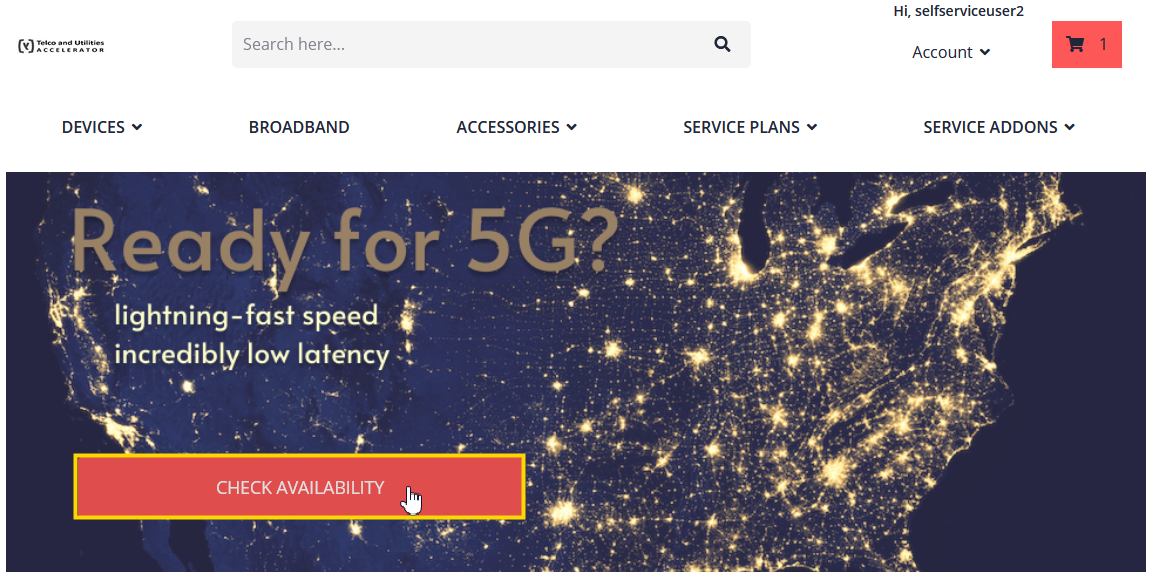 Hi, selfserviceuser2
Telco and Utilities
ACCELERATOR
Search here...
Account
1
DEVICES
BROADBAND
ACCESSORIES
SERVICE PLANS
SERVICE ADDONS
Ready for 5G?
lightning-fast speed
incredibly low latency
CHECK AVAILABILITY